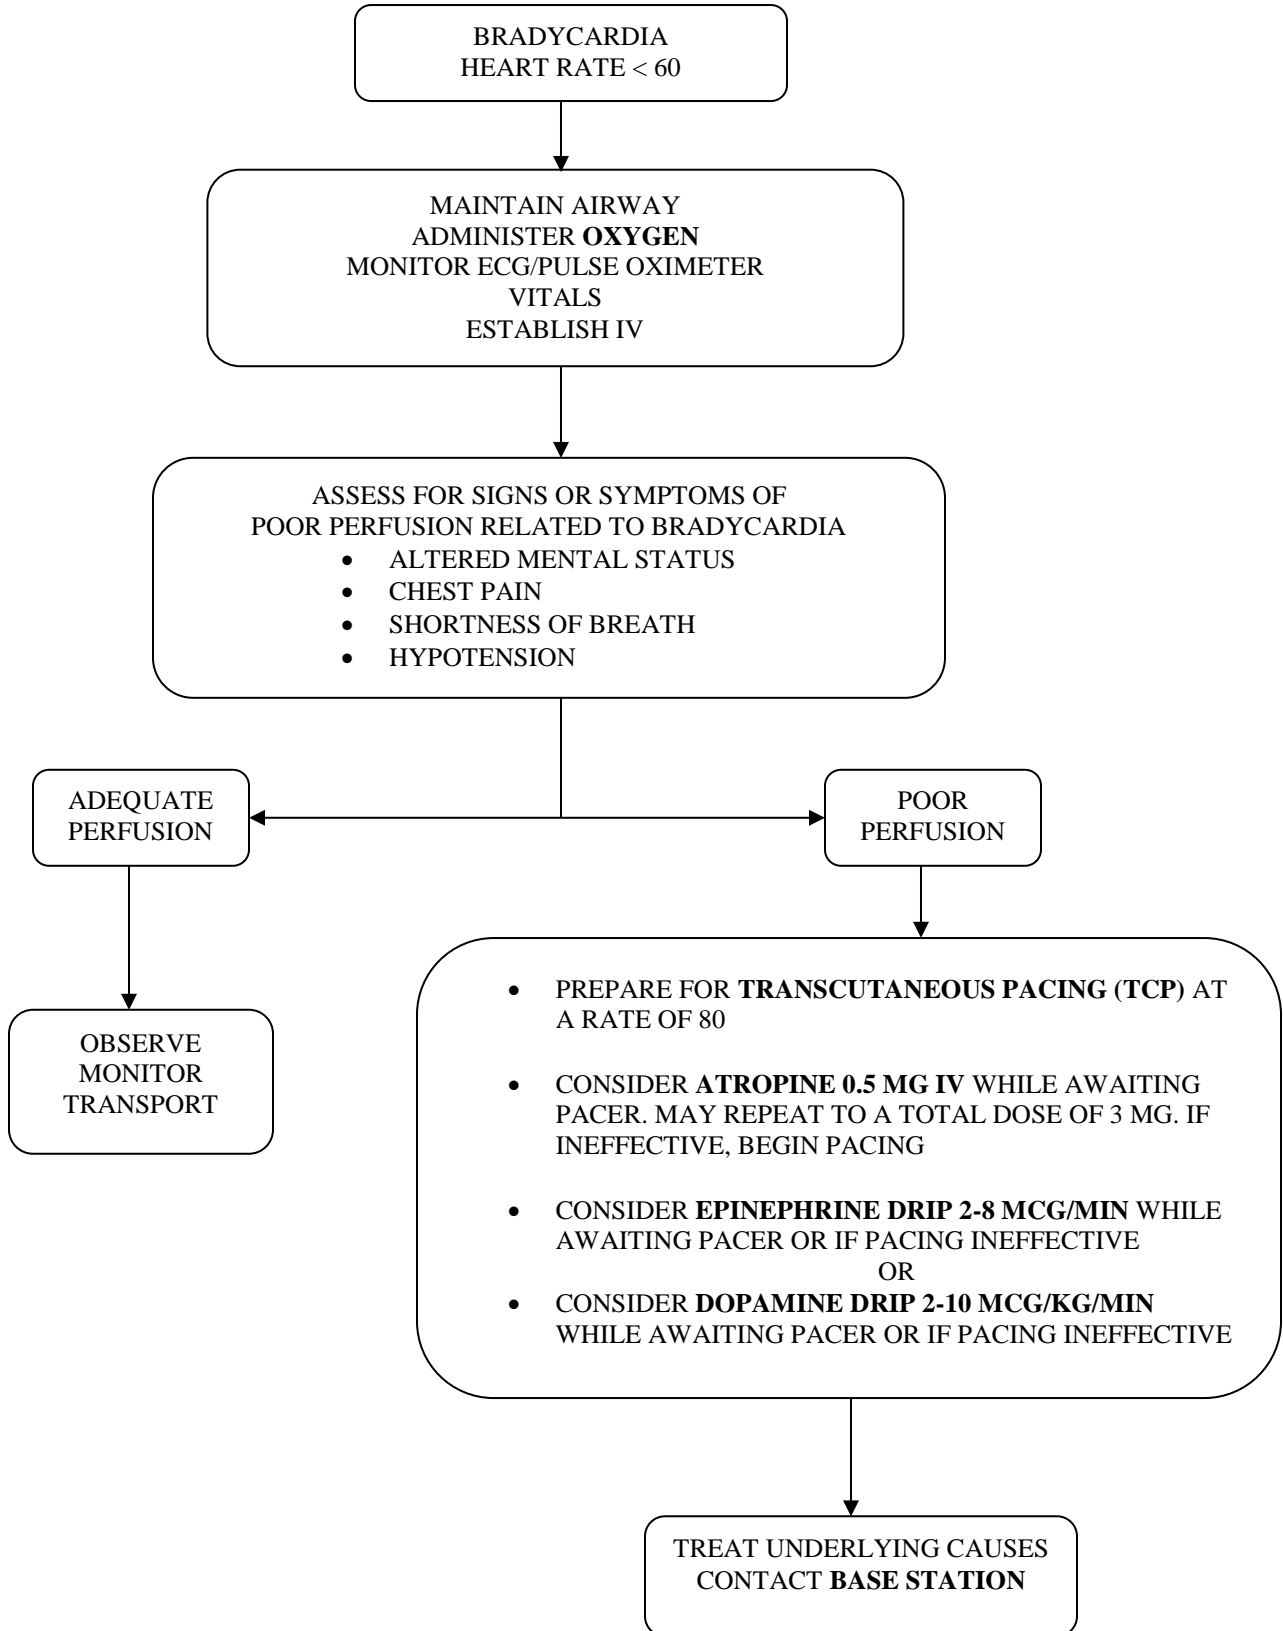 BRADYCARDIA
HEART RATE < 60
MAINTAIN AIRWAY
ADMINISTER OXYGEN
MONITOR ECG/PULSE OXIMETER
VITALS
ESTABLISH IV
ASSESS FOR SIGNS OR SYMPTOMS OF
POOR PERFUSION RELATED TO BRADYCARDIA
• ALTERED MENTAL STATUS
• CHEST PAIN
• SHORTNESS OF BREATH
• HYPOTENSION
ADEQUATE
PERFUSION
POOR
PERFUSION
OBSERVE
MONITOR
TRANSPORT
• PREPARE FOR TRANSCUTANEOUS PACING (TCP) AT
A RATE OF 80
• CONSIDER ATROPINE 0.5 MG IV WHILE AWAITING
PACER. MAY REPEAT TO A TOTAL DOSE OF 3 MG. IF
INEFFECTIVE, BEGIN PACING
• CONSIDER EPINEPHRINE DRIP 2-8 MCG/MIN WHILE
AWAITING PACER OR IF PACING INEFFECTIVE
OR
• CONSIDER DOPAMINE DRIP 2-10 MCG/KG/MIN
WHILE AWAITING PACER OR IF PACING INEFFECTIVE
TREAT UNDERLYING CAUSES
CONTACT BASE STATION